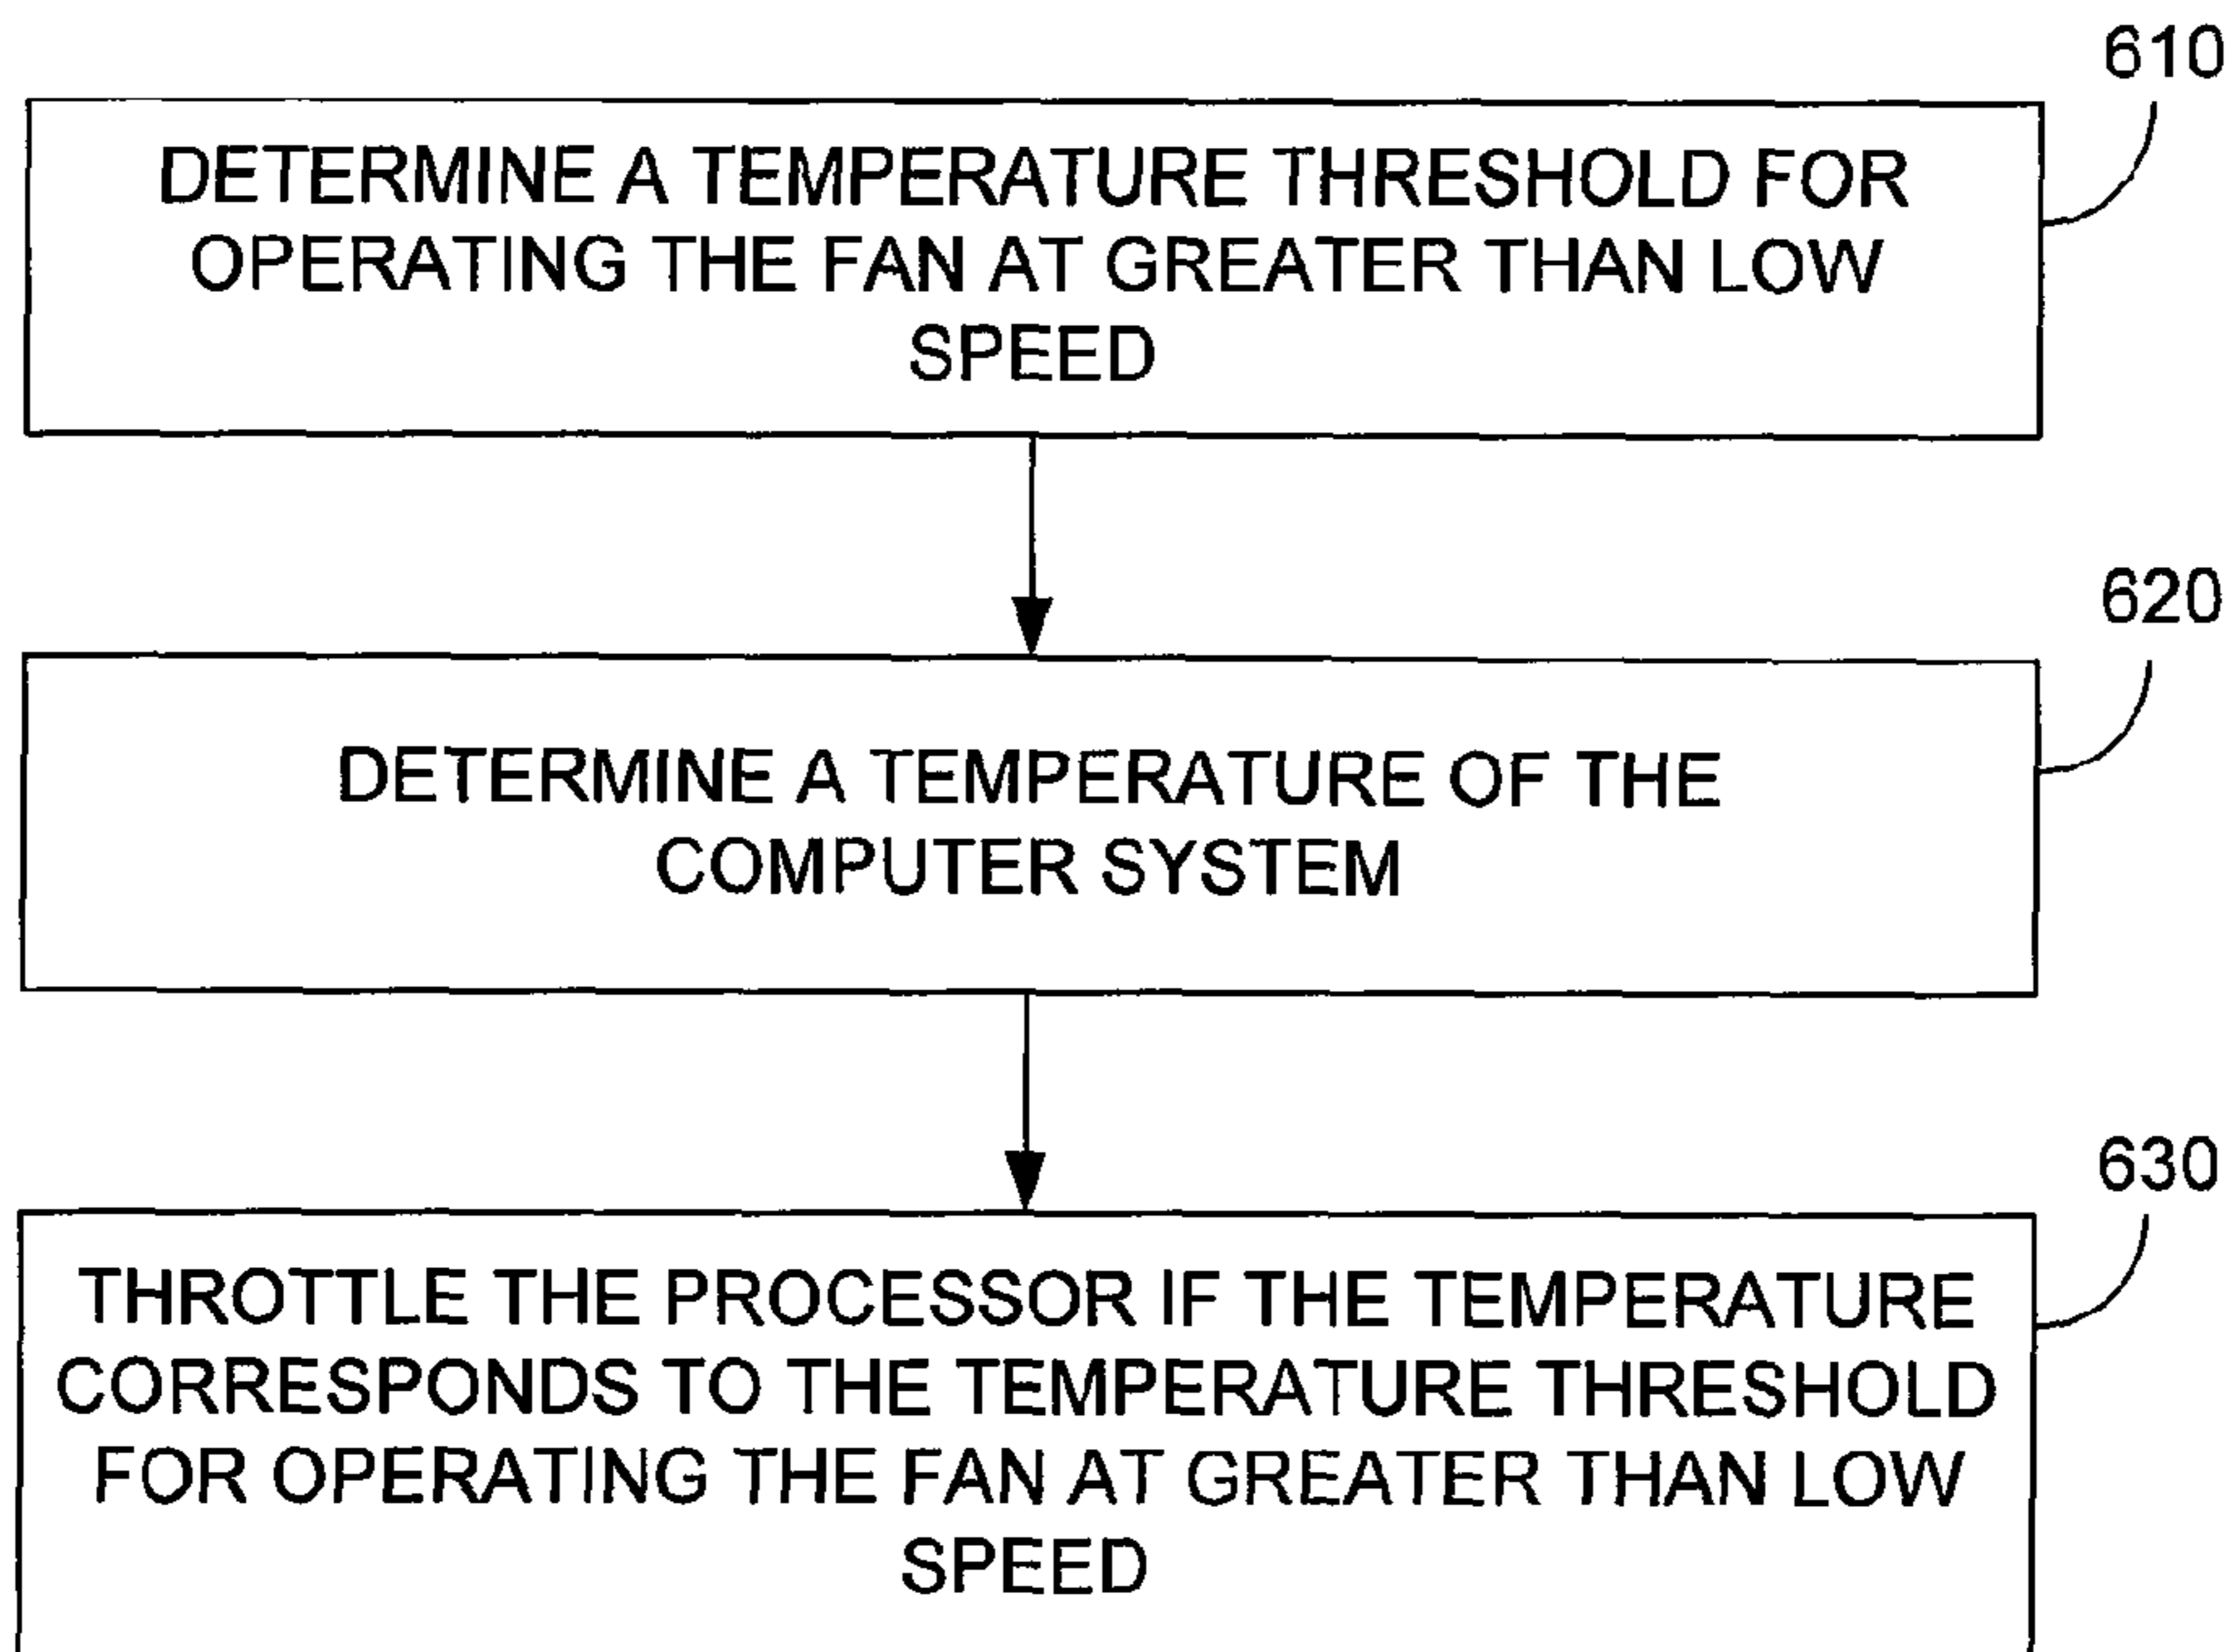 610
DETERMINE A TEMPERATURE THRESHOLD FOR
OPERATING THE FAN AT GREATER THAN LOW
SPEED
620
DETERMINE A TEMPERATURE OF THE
COMPUTER SYSTEM
630
THROTTLE THE PROCESSOR IF THE TEMPERATURE
CORRESPONDS TO THE TEMPERATURE THRESHOLD
FOR OPERATING THE FAN AT GREATER THAN LOW
SPEED